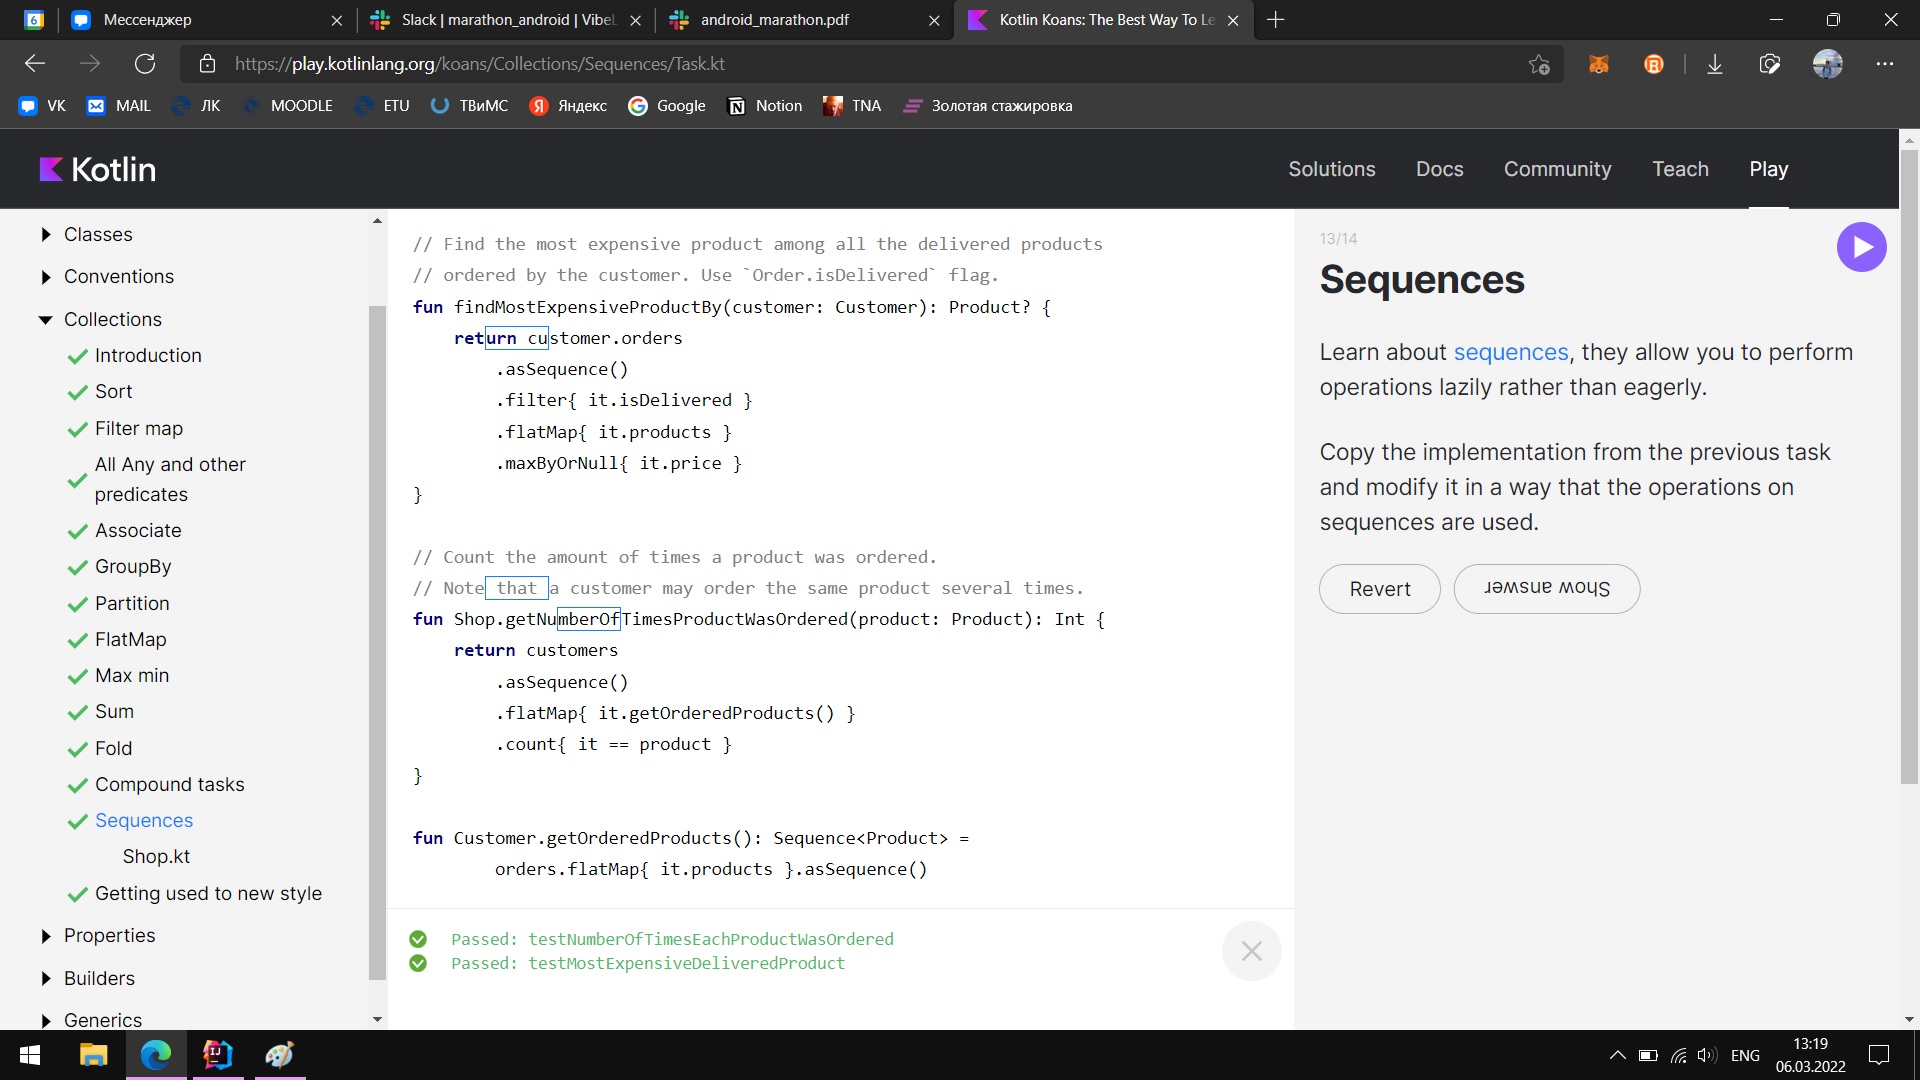 6
Мессенджер
Slack | marathon_android | VibeL
android_marathon.pdf
Kotlin Koans: The Best Way To Le
https://play.kotlinlang.org/koans/Collections/Sequences/Task.kt
VK
MAIL
ЛК
MOODLE
ETU
ТВиМС
Яндекс
Google
Notion
TNA
Золотая стажировка
Kotlin
Solutions
Docs
Community
Teach
Play
Classes
Conventions
Collections
Introduction
Sort
Filter map
All Any and other
predicates
Associate
GroupBy
Partition
FlatMap
Max min
Sum
Fold
Compound tasks
Sequences
Shop.kt
Getting used to new style
Properties
Builders
Generics
// Find the most expensive product among all the delivered products
// ordered by the customer. Use `Order.isDelivered` flag.
fun findMostExpensiveProductBy(customer: Customer): Product? {
    return customer.orders
        .asSequence()
        .filter{ it.isDelivered }
        .flatMap{ it.products }
        .maxByOrNull{ it.price }
}
// Count the amount of times a product was ordered.
// Note that a customer may order the same product several times.
fun Shop.getNumberOfTimesProductWasOrdered(product: Product): Int {
    return customers
        .asSequence()
        .flatMap{ it.getOrderedProducts() }
        .count{ it == product }
}
fun Customer.getOrderedProducts(): Sequence<Product> =
        orders.flatMap{ it.products }.asSequence()
Passed: testNumberOfTimesEachProductWasOrdered
Passed: testMostExpensiveDeliveredProduct
13/14
Sequences
Learn about sequences, they allow you to perform
operations lazily rather than eagerly.
Copy the implementation from the previous task
and modify it in a way that the operations on
sequences are used.
Revert
Show answer
ENG
13:19
06.03.2022